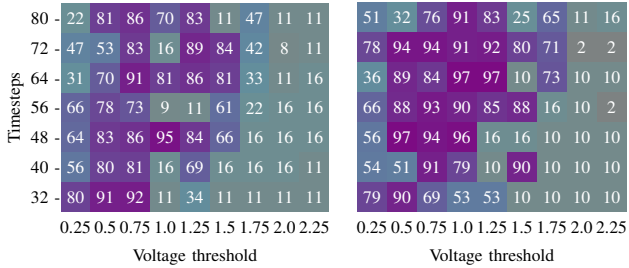 80 - 22 81 86 70 83 11 47 11 11 51 32 76 91 83 25 65 11 16
72 - 47 53 83 16 89 84 42 8 11 78 94 94 91 92 80 71 2 2
64 - 31 70 91 81 86 81 33 11 16 36 89 84 97 97 10 73 10 10
56 - 66 78 73 9 11 61 22 16 16 66 88 93 90 85 88 16 10 2
48 - 64 83 86 95 84 66 16 16 16 56 97 94 96 16 16 10 10 10
40 - 56 80 81 16 69 16 16 16 11 54 51 91 79 10 90 10 10 10
32 - 80 91 92 11 34 11 11 11 11 79 90 69 53 53 10 10 10 10
0.25 0.5 0.75 1.0 1.25 1.5 1.75 2.0 2.25 0.25 0.5 0.75 1.0 1.25 1.5 1.75 2.0 2.25
Timesteps
Voltage threshold Voltage threshold